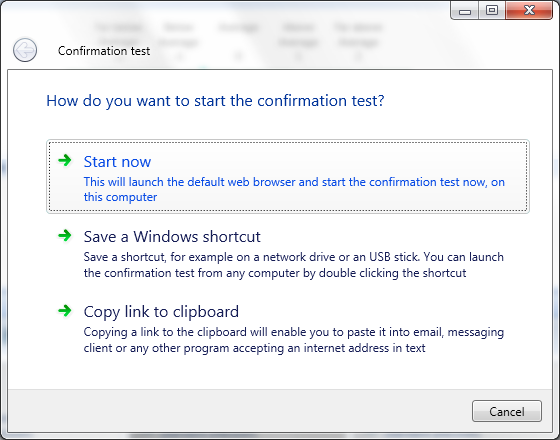 Confirmation test
How do you want to start the confirmation test?
Start now
This will launch the default web browser and start the confirmation test now, on
this computer
Save a Windows shortcut
Save a shortcut, for example on a network drive or an USB stick. You can launch
the confirmation test from any computer by double clicking the shortcut
Copy link to clipboard
Copying a link to the clipboard will enable you to paste it into email, messaging
client or any other program accepting an internet address in text
Cancel